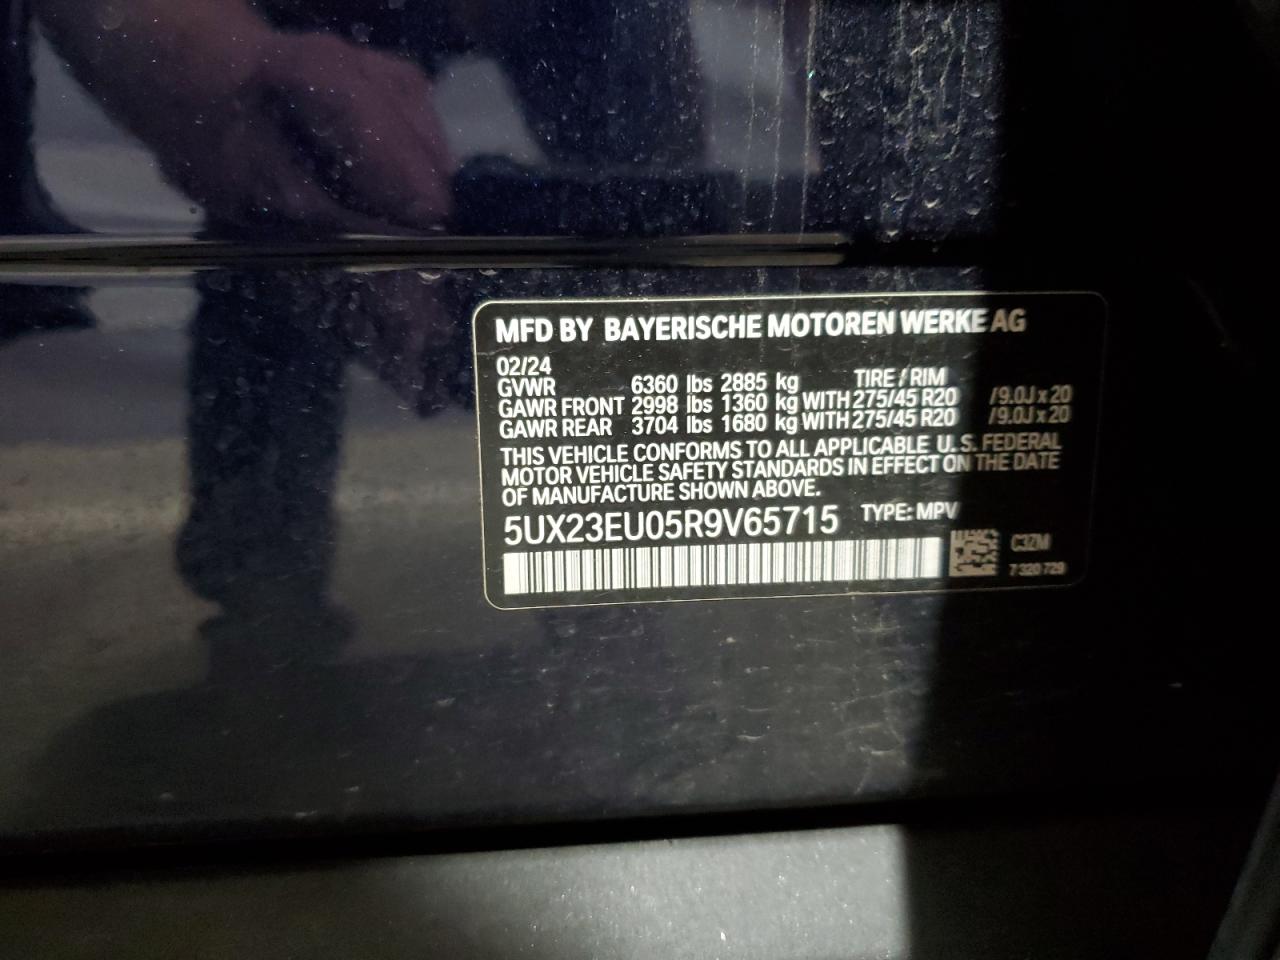 MFD BY BAYERISCHE MOTOREN WERKE AG
02/24
TIRE / RIM
GVWR 6360 lbs 2885 kg
GAWR FRONT 2998 lbs 1360 kg WITH 275/45 R20 /9.0J x 20
GAWR REAR 3704 lbs 1680 kg WITH 275/45 R20 /9.0J x 20
THIS VEHICLE CONFORMS TO ALL APPLICABLE U.S. FEDERAL
MOTOR VEHICLE SAFETY STANDARDS IN EFFECT ON THE DATE
OF MANUFACTURE SHOWN ABOVE.
5UX23EU05R9V65715 TYPE: MPV
C3ZM
7 320 729